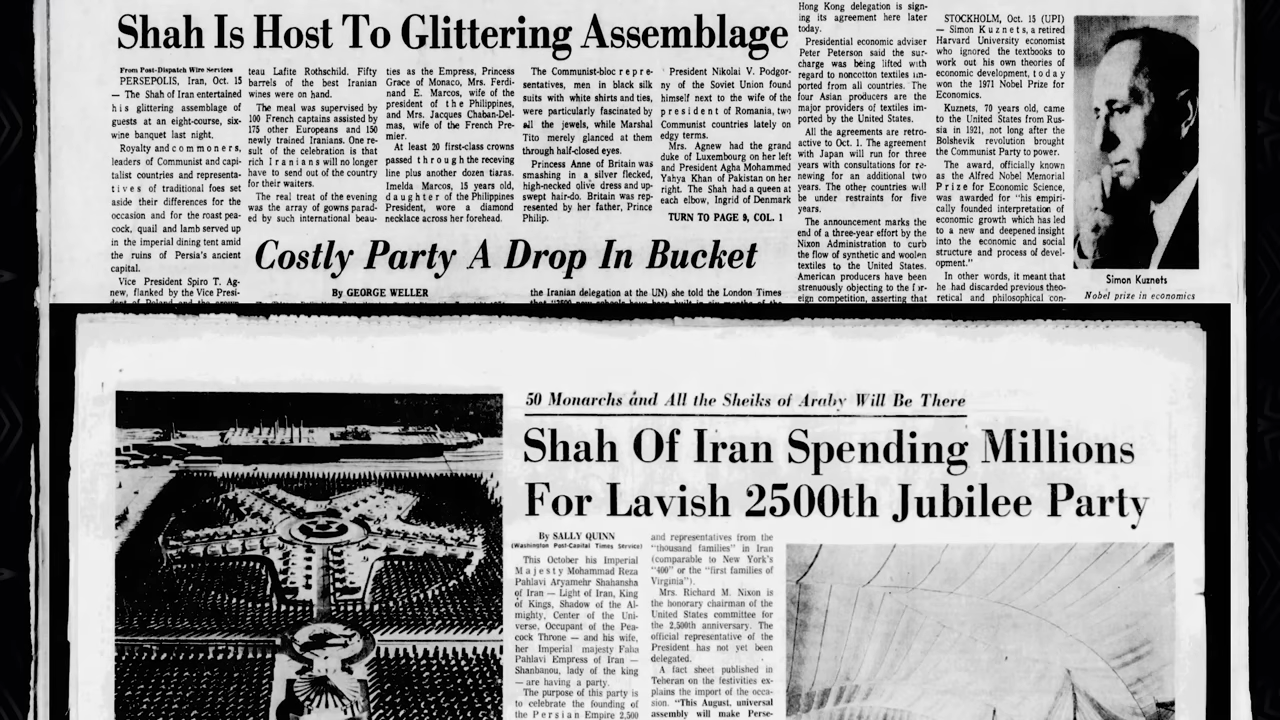 Shah Is Host To Glittering Assemblage
From Post-Dispatch Wire Services
PERSEPOLIS, Iran, Oct. 15
— The Shah of Iran entertained
his glittering assemblage of
guests at an eight-course, six-
wine banquet last night.
Royalty and commoners,
leaders of Communist and capi-
talist countries and representa-
tives of traditional foes set
aside their differences for the
occasion and for the roast pea-
cock, quail and lamb served up
in the imperial dining tent amid
the ruins of Persia's ancient
capital.
Vice President Spiro T. Ag-
new, flanked by the Vice Presi-
teau Lafite Rothschild. Fifty
barrels of the best Iranian
wines were on hand.
The meal was supervised by
100 French captains assisted by
175 other Europeans and 150
newly trained Iranians. One re-
sult of the celebration is that
rich Iranians will no longer
have to send out of the country
for their waiters.
The real treat of the evening
was the array of gowns parad-
ed by such international beau-
ties as the Empress, Princess
Grace of Monaco, Mrs. Ferdi-
nand E. Marcos, wife of the
president of the Philippines,
and Mrs. Jacques Chaban-Del-
mas, wife of the French Pre-
mier.
At least 20 first-class crowns
passed through the receving
line plus another dozen tiaras.
Imelda Marcos, 15 years old,
daughter of the Philippines
President, wore a diamond
necklace across her forehead.
The Communist-bloc repre-
sentatives, men in black silk
suits with white shirts and ties,
were particularly fascinated by
all the jewels, while Marshal
Tito merely glanced at them
through half-closed eyes.
Princess Anne of Britain was
smashing in a silver flecked,
high-necked olive dress and up-
swept hair-do. Britain was rep-
resented by her father, Prince
Philip.
President Nikolai V. Podgor-
ny of the Soviet Union found
himself next to the wife of the
president of Romania, two
Communist countries lately on
edgy terms.
Mrs. Agnew had the grand
duke of Luxembourg on her left
and President Agha Mohammed
Yahya Khan of Pakistan on her
right. The Shah had a queen at
each elbow, Ingrid of Denmark
TURN TO PAGE 9, COL. 1
Costly Party A Drop In Bucket
By GEORGE WELLER
the Iranian delegation at the UN) she told the London Times
Hong Kong delegation is sign-
ing its agreement here later
today.
Presidential economic adviser
Peter Peterson said the sur-
charge was being lifted with
regard to noncotton textiles im-
ported from all countries. The
four Asian producers are the
major providers of textiles im-
ported by the United States.
All the agreements are retro-
active to Oct. 1. The agreement
with Japan will run for three
years with consultations for re-
newing for an additional two
years. The other countries will
be under restraints for five
years.
The announcement marks the
end of a three-year effort by the
Nixon Administration to curb
the flow of synthetic and woolen
textiles to the United States.
American producers have been
strenuously objecting to the for-
eign competition, asserting that
STOCKHOLM, Oct. 15 (UPI)
— Simon Kuznets, a retired
Harvard University economist
who ignored the textbooks to
work out his own theories of
economic development, today
won the 1971 Nobel Prize for
Economics.
Kuznets, 70 years old, came
to the United States from Rus-
sia in 1921, not long after the
Bolshevik revolution brought
the Communist Party to power.
The award, officially known
as the Alfred Nobel Memorial
Prize for Economic Science,
was awarded for "his empiri-
cally founded interpretation of
economic growth which has led
to a new and deepened insight
into the economic and social
structure and process of devel-
opment."
In other words, it meant that
he had discarded previous theo-
retical and philosophical con-
Simon Kuznets
Nobel prize in economics
50 Monarchs and All the Sheiks of Araby Will Be There
Shah Of Iran Spending Millions
For Lavish 2500th Jubilee Party
By SALLY QUINN
(Washington Post-Capital Times Service)
This October his Imperial
Majesty Mohammad Reza
Pahlavi Aryamehr Shahansha
of Iran — Light of Iran, King
of Kings, Shadow of the Al-
mighty, Center of the Uni-
verse, Occupant of the Pea-
cock Throne — and his wife,
her Imperial majesty Faha
Pahlavi Empress of Iran —
Shanbanou, lady of the king
— are having a party.
The purpose of this party is
to celebrate the founding of
the Persian Empire 2,500
and representatives from the
"thousand families" in Iran
(comparable to New York's
"400" or the "first families of
Virginia").
Mrs. Richard M. Nixon is
the honorary chairman of the
United States committee for
the 2,500th anniversary. The
official representative of the
President has not yet been
delegated.
A fact sheet published in
Teheran on the festivities ex-
plains the import of the occa-
sion. "This August, universal
assembly will make Perse-